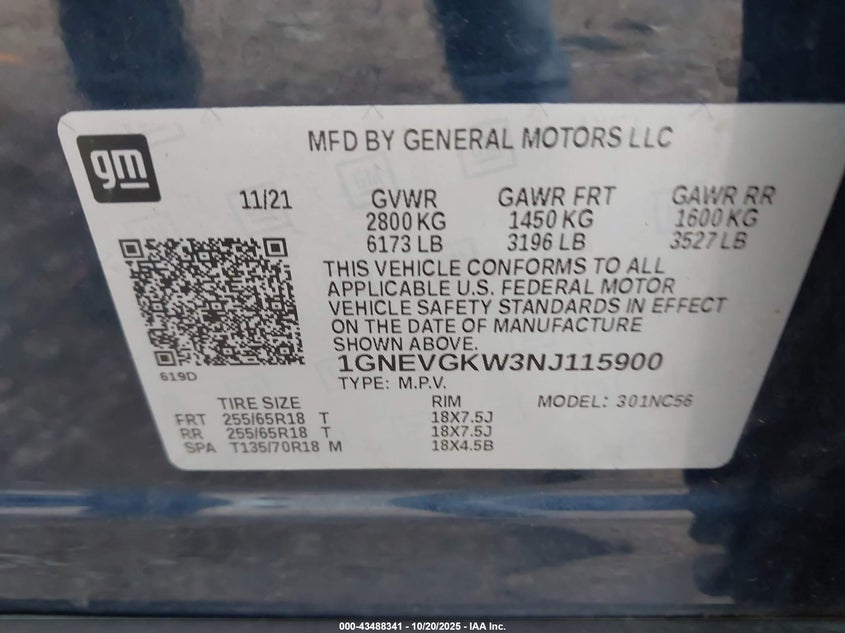 gm
MFD BY GENERAL MOTORS LLC
11/21 GVWR GAWR FRT GAWR RR
2800 KG 1450 KG 1600 KG
6173 LB 3196 LB 3527 LB
THIS VEHICLE CONFORMS TO ALL
APPLICABLE U.S. FEDERAL MOTOR
VEHICLE SAFETY STANDARDS IN EFFECT
ON THE DATE OF MANUFACTURE
SHOWN ABOVE.
1GNEVGKW3NJ115900
619D
TYPE: M.P.V.
TIRE SIZE RIM MODEL: 301NC56
FRT 255/65R18 T 18X7.5J
RR 255/65R18 T 18X7.5J
SPA T135/70R18 M 18X4.5B
000-43488341 - 10/20/2025 - IAA Inc.